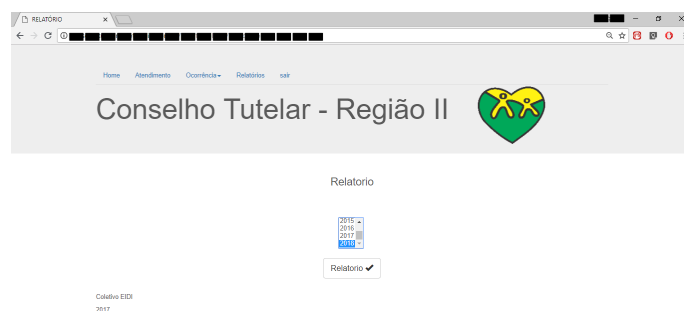 RELATÓRIO
Home Atendimento Ocorrência Relatórios sair
Conselho Tutelar - Região II
Relatorio
2015
2016
2017
2018
Relatorio
Coletivo EIDI
2017